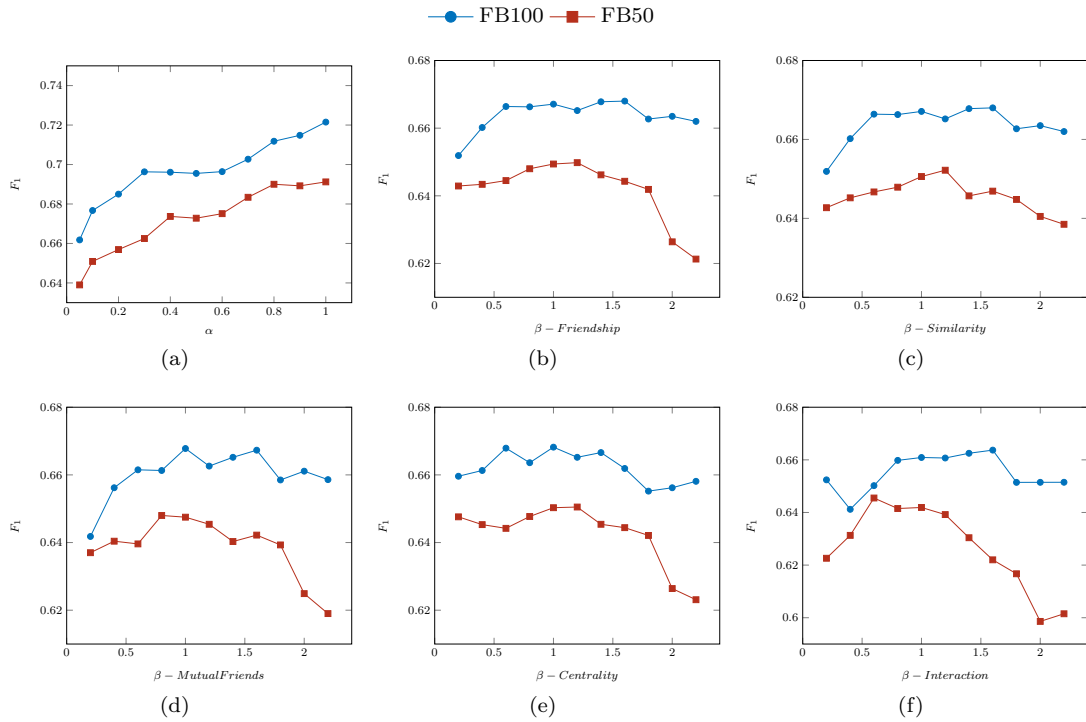 FB100 FB50
0.74
0.72
0.7
0.68
0.66
0.64
F1
0 0.2 0.4 0.6 0.8 1
α
(a)
0.68
0.66
0.64
0.62
F1
0 0.5 1 1.5 2
β − Friendship
(b)
0.68
0.66
0.64
0.62
F1
0 0.5 1 1.5 2
β − Similarity
(c)
0.68
0.66
0.64
0.62
F1
0 0.5 1 1.5 2
β − MutualFriends
(d)
0.68
0.66
0.64
0.62
F1
0 0.5 1 1.5 2
β − Centrality
(e)
0.68
0.66
0.64
0.62
0.6
F1
0 0.5 1 1.5 2
β − Interaction
(f)